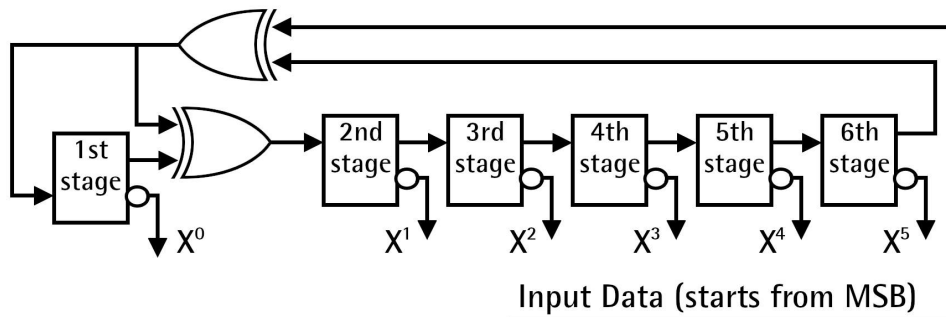 1st
stage
2nd
stage
3rd
stage
4th
stage
5th
stage
6th
stage
X⁰
X¹
X²
X³
X⁴
X⁵
Input Data (starts from MSB)